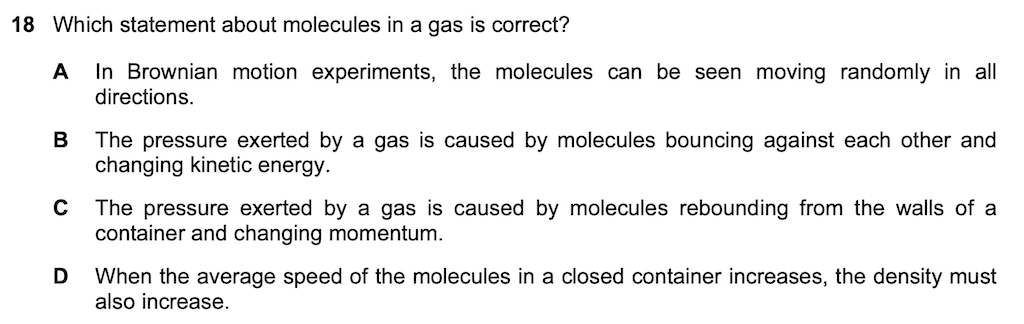 18 Which statement about molecules in a gas is correct?
A In Brownian motion experiments, the molecules can be seen moving randomly in all
directions.
B The pressure exerted by a gas is caused by molecules bouncing against each other and
changing kinetic energy.
C The pressure exerted by a gas is caused by molecules rebounding from the walls of a
container and changing momentum.
D When the average speed of the molecules in a closed container increases, the density must
also increase.